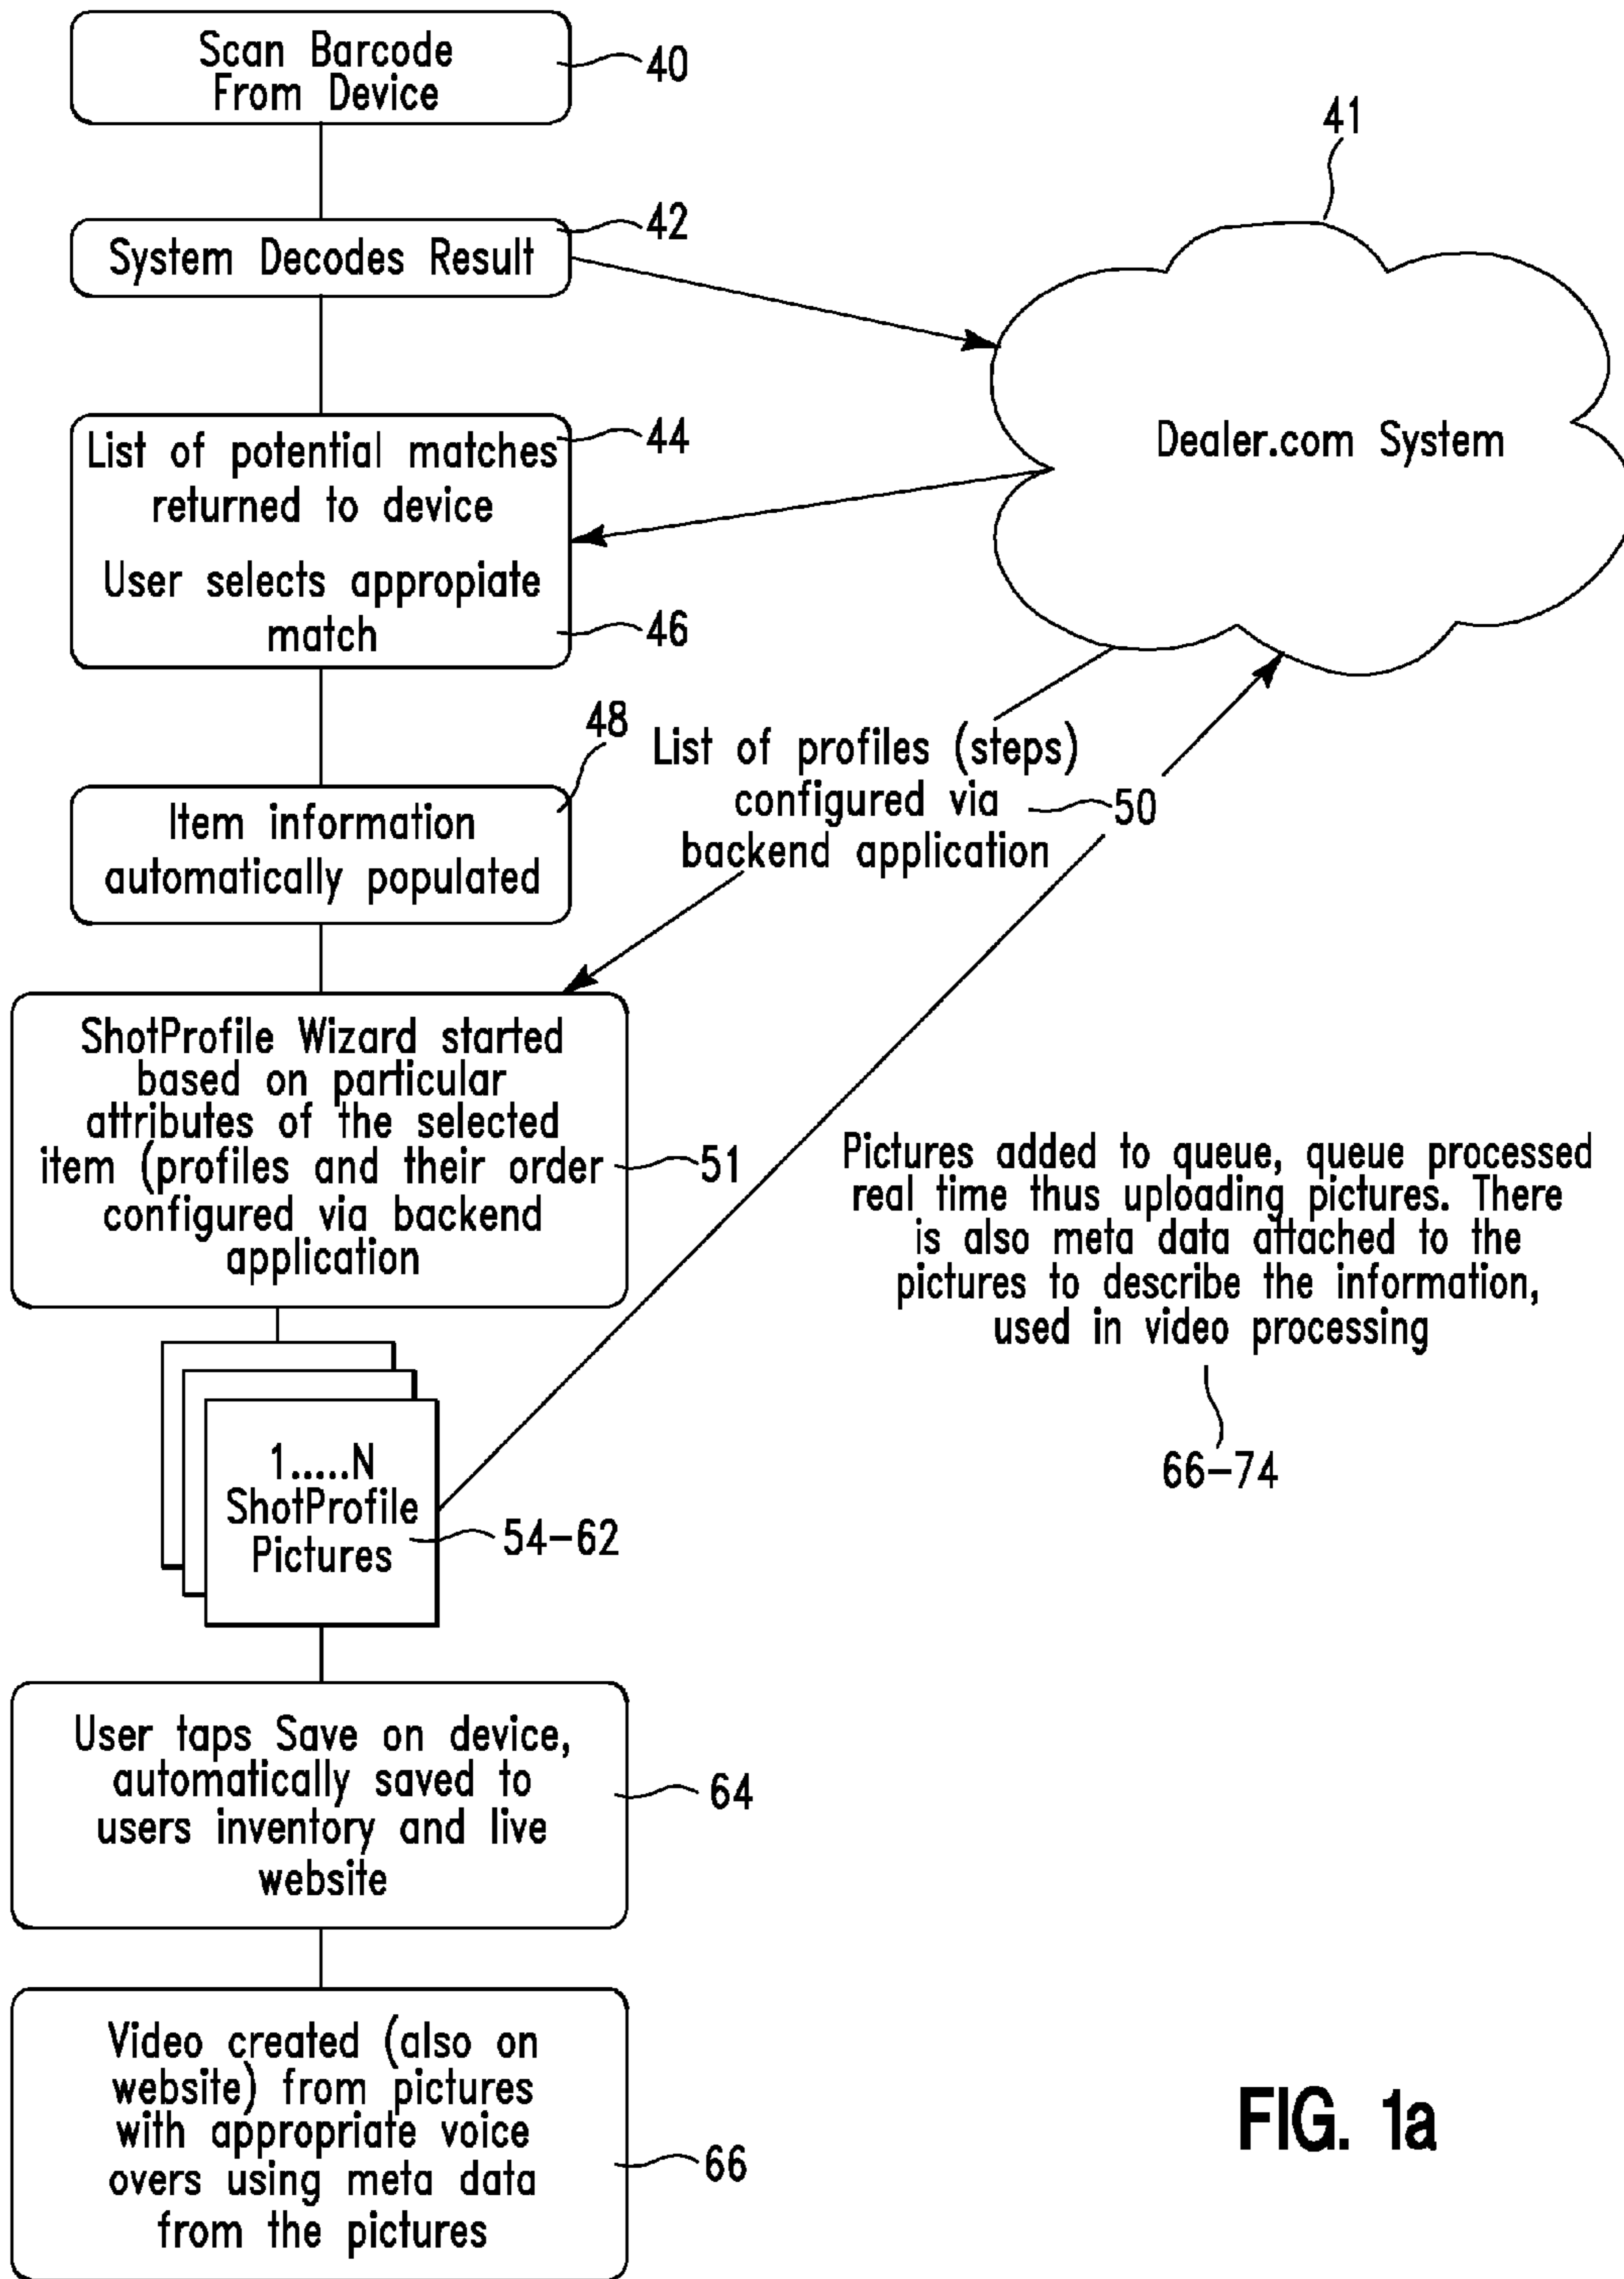 Scan Barcode
From Device
40
41
System Decodes Result
42
Dealer.com System
List of potential matches
returned to device
44
User selects appropiate
match
46
48
Item information
automatically populated
List of profiles (steps)
configured via
backend application
50
ShotProfile Wizard started
based on particular
attributes of the selected
item (profiles and their order
configured via backend
application
51
Pictures added to queue, queue processed
real time thus uploading pictures. There
is also meta data attached to the
pictures to describe the information,
used in video processing
66-74
1.....N
ShotProfile
Pictures
54-62
User taps Save on device,
automatically saved to
users inventory and live
website
64
Video created (also on
website) from pictures
with appropriate voice
overs using meta data
from the pictures
66
FIG. 1a